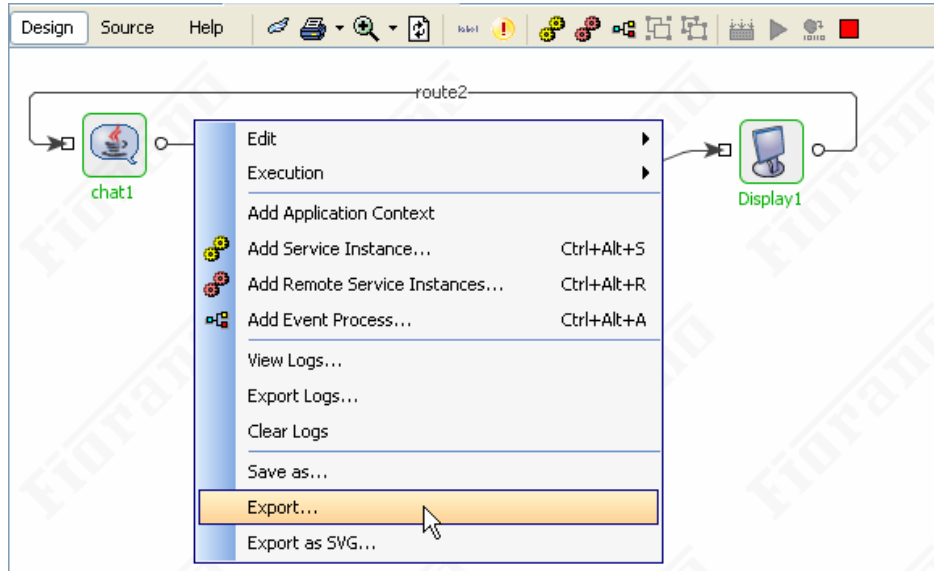 Design Source Help label
route2
chat1
Display1
Edit
Execution
Add Application Context
Add Service Instance... Ctrl+Alt+S
Add Remote Service Instances... Ctrl+Alt+R
Add Event Process... Ctrl+Alt+A
View Logs...
Export Logs...
Clear Logs
Save as...
Export...
Export as SVG...
Fiorano